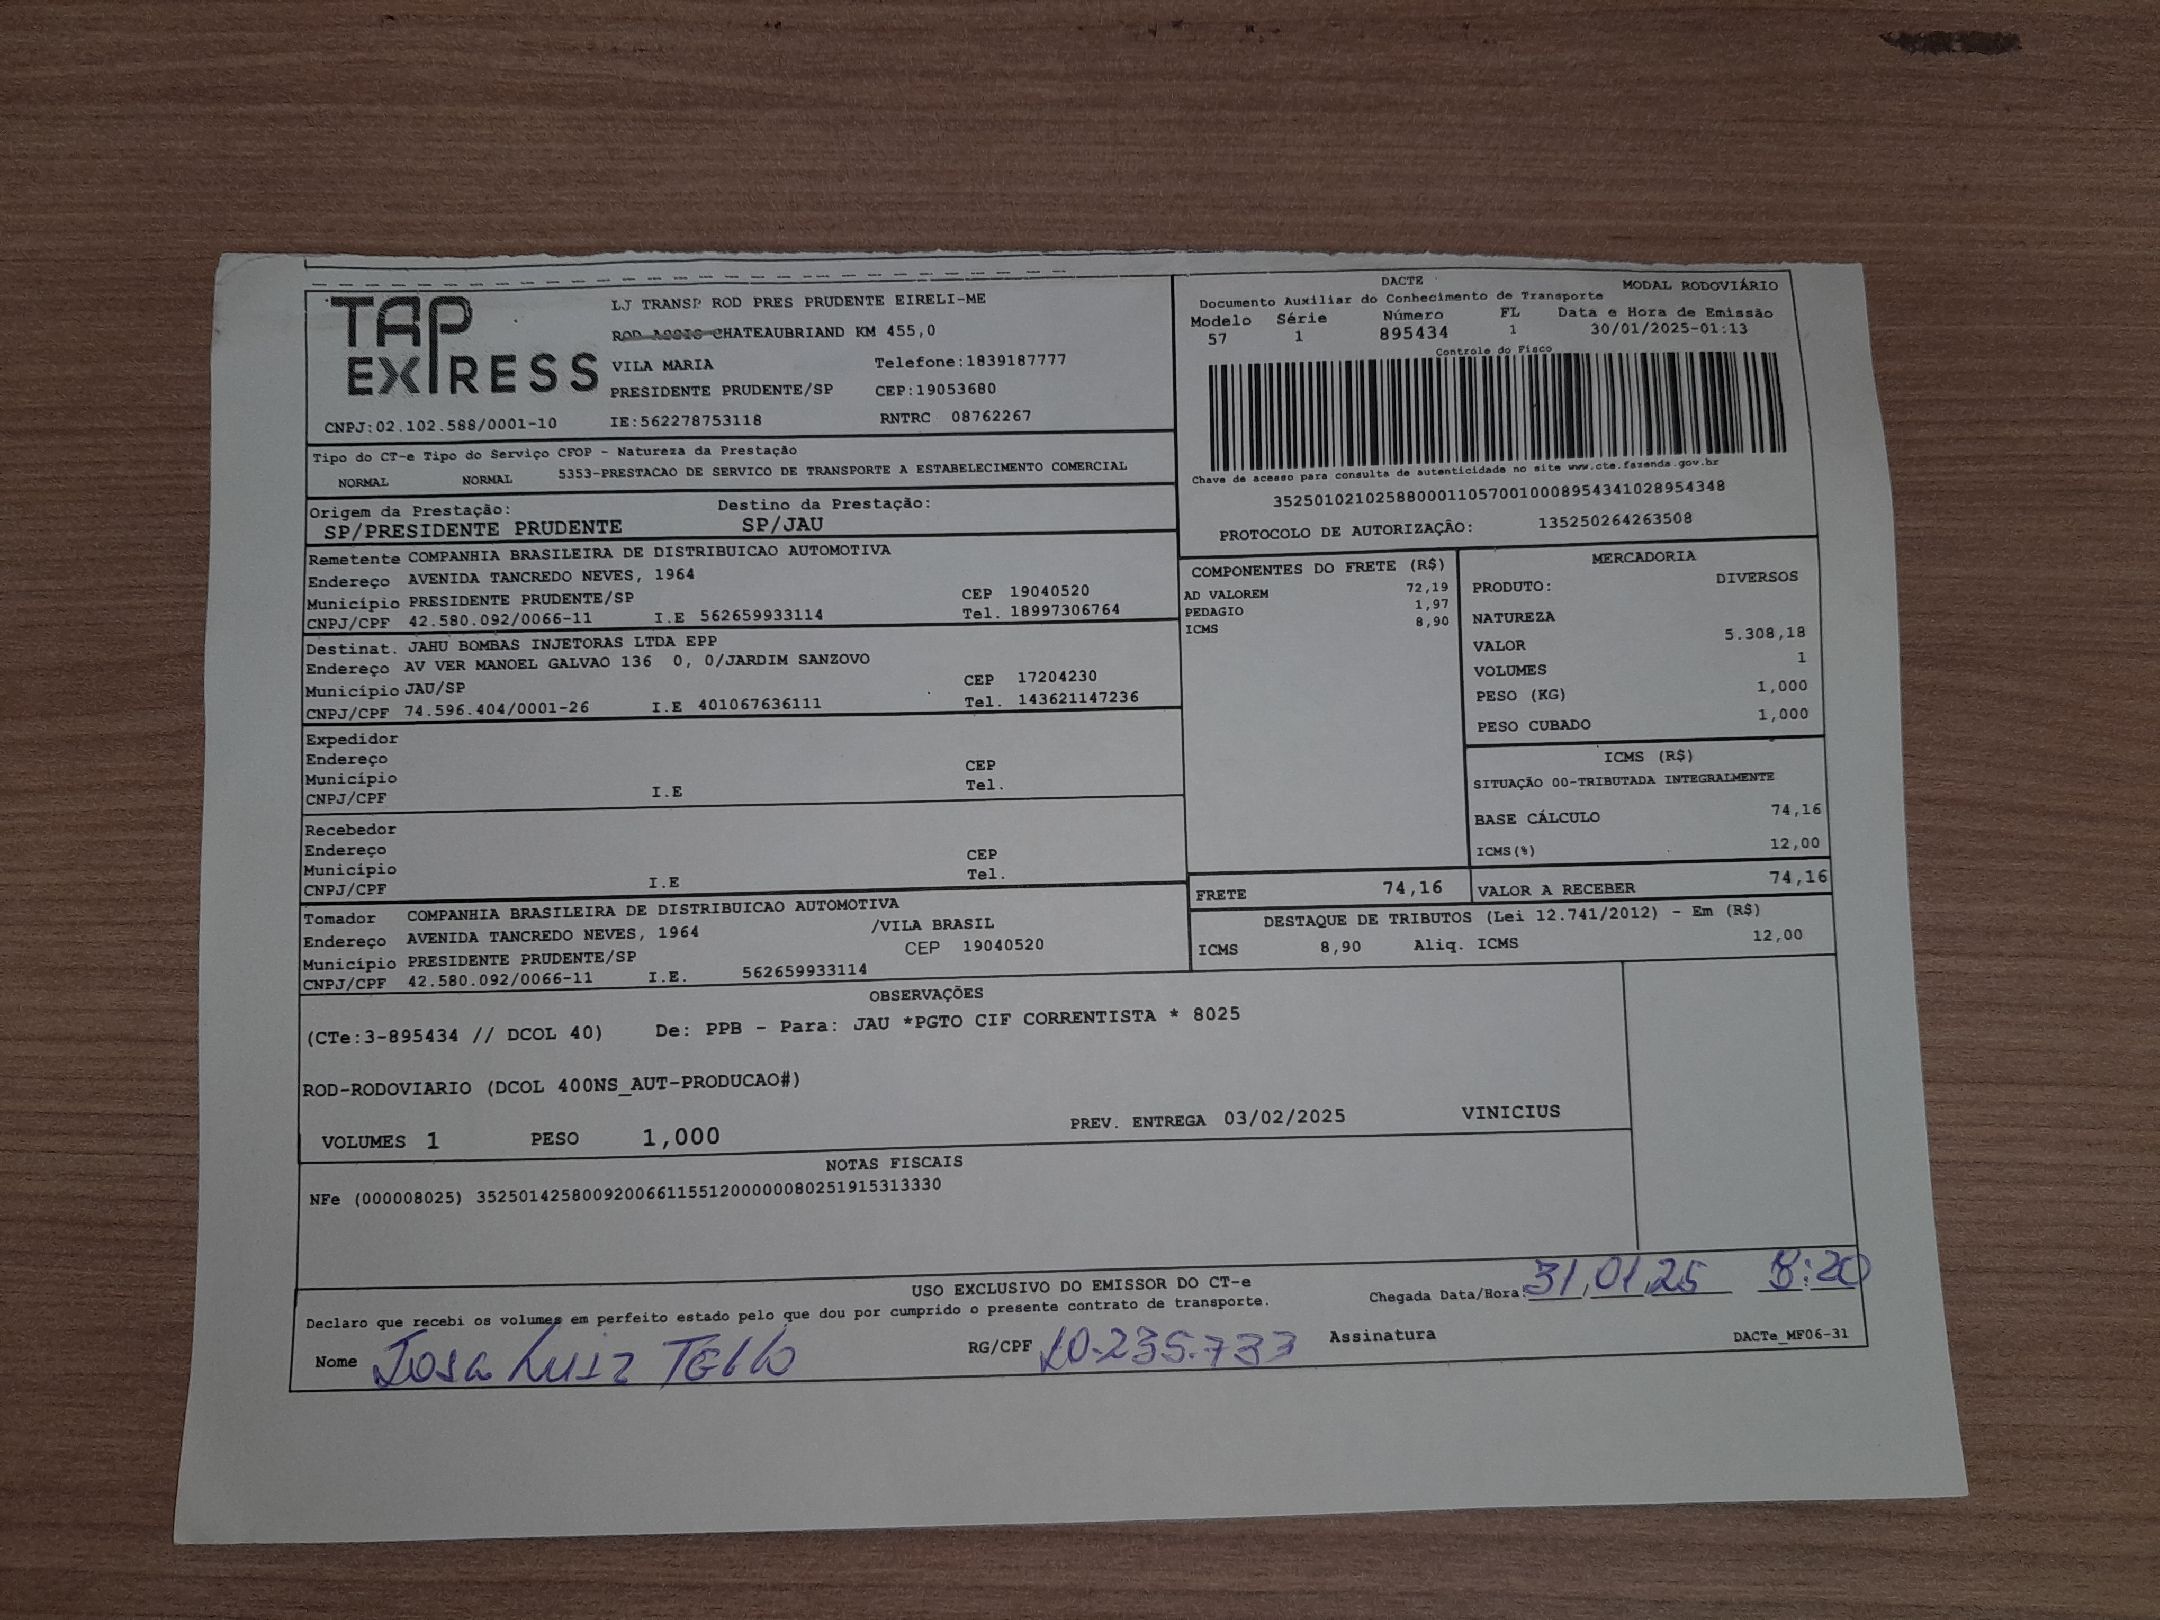 TAP EXPRESS
LJ TRANSP ROD PRES PRUDENTE EIRELI-ME
ROD ASSIS CHATEAUBRIAND KM 455,0
VILA MARIA Telefone:1839187777
PRESIDENTE PRUDENTE/SP CEP:19053680
CNPJ:02.102.588/0001-10 IE:562278753118 RNTRC 08762267
DACTE MODAL RODOVIÁRIO
Documento Auxiliar do Conhecimento de Transporte
Modelo Série Número FL Data e Hora de Emissão
57 1 895434 1 30/01/2025-01:13
Controle do Fisco
Chave de acesso para consulta de autenticidade no site www.cte.fazenda.gov.br
35250102102588000110570010008954341028954348
PROTOCOLO DE AUTORIZAÇÃO: 135250264263508
Tipo do CT-e Tipo do Serviço CFOP - Natureza da Prestação
NORMAL NORMAL 5353-PRESTACAO DE SERVICO DE TRANSPORTE A ESTABELECIMENTO COMERCIAL
Origem da Prestação: Destino da Prestação:
SP/PRESIDENTE PRUDENTE SP/JAU
Remetente COMPANHIA BRASILEIRA DE DISTRIBUICAO AUTOMOTIVA
Endereço AVENIDA TANCREDO NEVES, 1964
Município PRESIDENTE PRUDENTE/SP CEP 19040520
CNPJ/CPF 42.580.092/0066-11 I.E 562659933114 Tel. 18997306764
Destinat. JAHU BOMBAS INJETORAS LTDA EPP
Endereço AV VER MANOEL GALVAO 136 0, 0/JARDIM SANZOVO
Município JAU/SP CEP 17204230
CNPJ/CPF 74.596.404/0001-26 I.E 401067636111 Tel. 143621147236
Expedidor
Endereço
Município CEP
CNPJ/CPF I.E Tel.
Recebedor
Endereço
Município CEP
CNPJ/CPF I.E Tel.
Tomador COMPANHIA BRASILEIRA DE DISTRIBUICAO AUTOMOTIVA
Endereço AVENIDA TANCREDO NEVES, 1964 /VILA BRASIL
Município PRESIDENTE PRUDENTE/SP CEP 19040520
CNPJ/CPF 42.580.092/0066-11 I.E. 562659933114
COMPONENTES DO FRETE (R$)
AD VALOREM 72,19
PEDAGIO 1,97
ICMS 8,90
MERCADORIA
PRODUTO: DIVERSOS
NATUREZA
VALOR 5.308,18
VOLUMES 1
PESO (KG) 1,000
PESO CUBADO 1,000
ICMS (R$)
SITUAÇÃO 00-TRIBUTADA INTEGRALMENTE
BASE CÁLCULO 74,16
ICMS(%) 12,00
FRETE 74,16 VALOR A RECEBER 74,16
DESTAQUE DE TRIBUTOS (Lei 12.741/2012) - Em (R$)
ICMS 8,90 Aliq. ICMS 12,00
OBSERVAÇÕES
(CTe:3-895434 // DCOL 40) De: PPB - Para: JAU *PGTO CIF CORRENTISTA * 8025
ROD-RODOVIARIO (DCOL 400NS_AUT-PRODUCAO#)
VOLUMES 1 PESO 1,000 PREV. ENTREGA 03/02/2025 VINICIUS
NOTAS FISCAIS
NFe (000008025) 35250142580092006611551200000080251915313330
USO EXCLUSIVO DO EMISSOR DO CT-e
Declaro que recebi os volumes em perfeito estado pelo que dou por cumprido o presente contrato de transporte. Chegada Data/Hora: 31,01,25 8:20
Nome Jose Luiz Tello RG/CPF 10.235.733 Assinatura DACTe_MF06-31